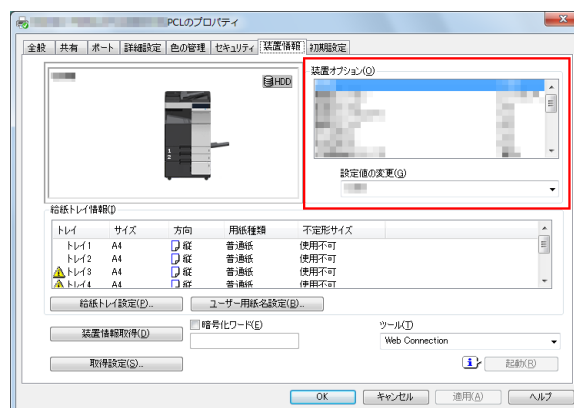 PCLのプロパティ
全般 共有 ポート 詳細設定 色の管理 セキュリティ 装置情報 初期設定
HDD
装置オプション(O)
1
2
設定値の変更(G)
給紙トレイ情報(I)
トレイ サイズ 方向 用紙種類 不定形サイズ
トレイ1 A4 縦 普通紙 使用不可
トレイ2 A4 縦 普通紙 使用不可
トレイ3 A4 縦 普通紙 使用不可
トレイ4 A4 縦 普通紙 使用不可
給紙トレイ設定(P)... ユーザー用紙名設定(B)...
装置情報取得(D) 暗号化ワード(E) ツール(T)
Web Connection
取得設定(S)... 起動(R)
OK キャンセル 適用(A) ヘルプ